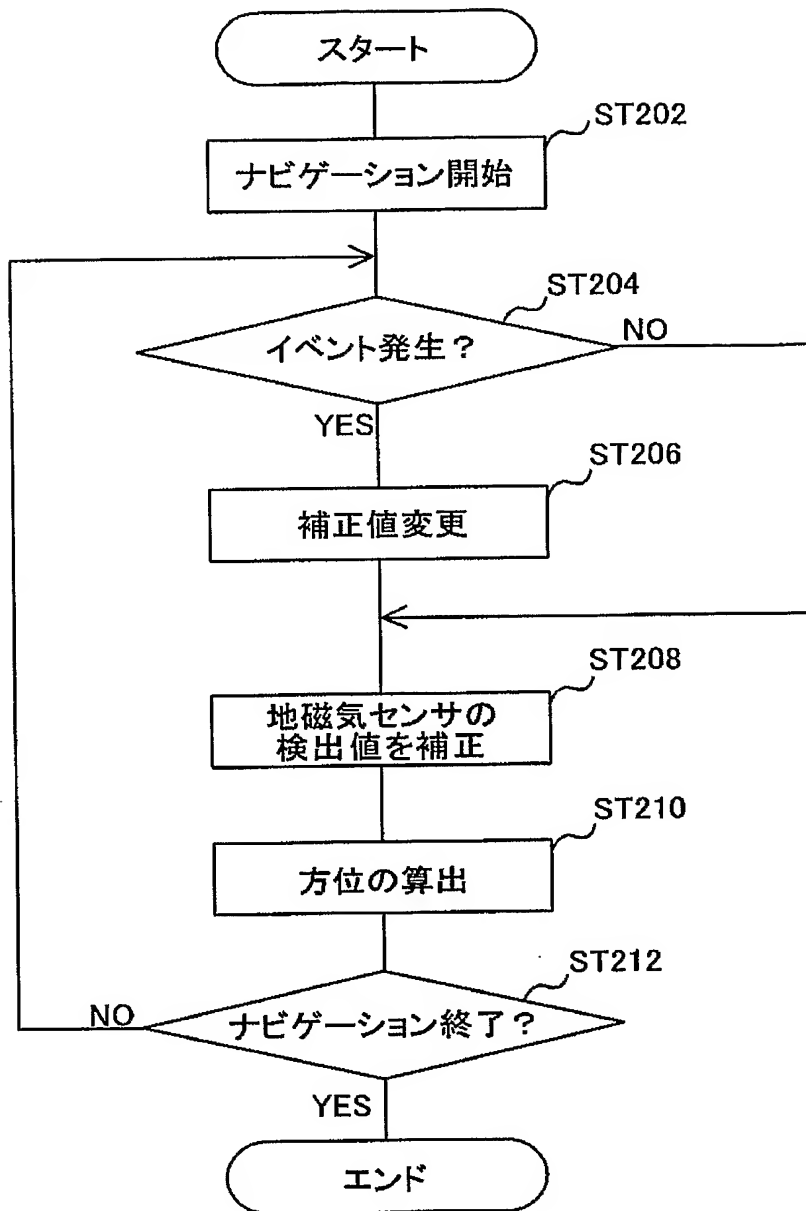 スタート
ST202
ナビゲーション開始
ST204
イベント発生？
NO
YES
ST206
補正値変更
ST208
地磁気センサの
検出値を補正
ST210
方位の算出
ST212
ナビゲーション終了？
NO
YES
エンド